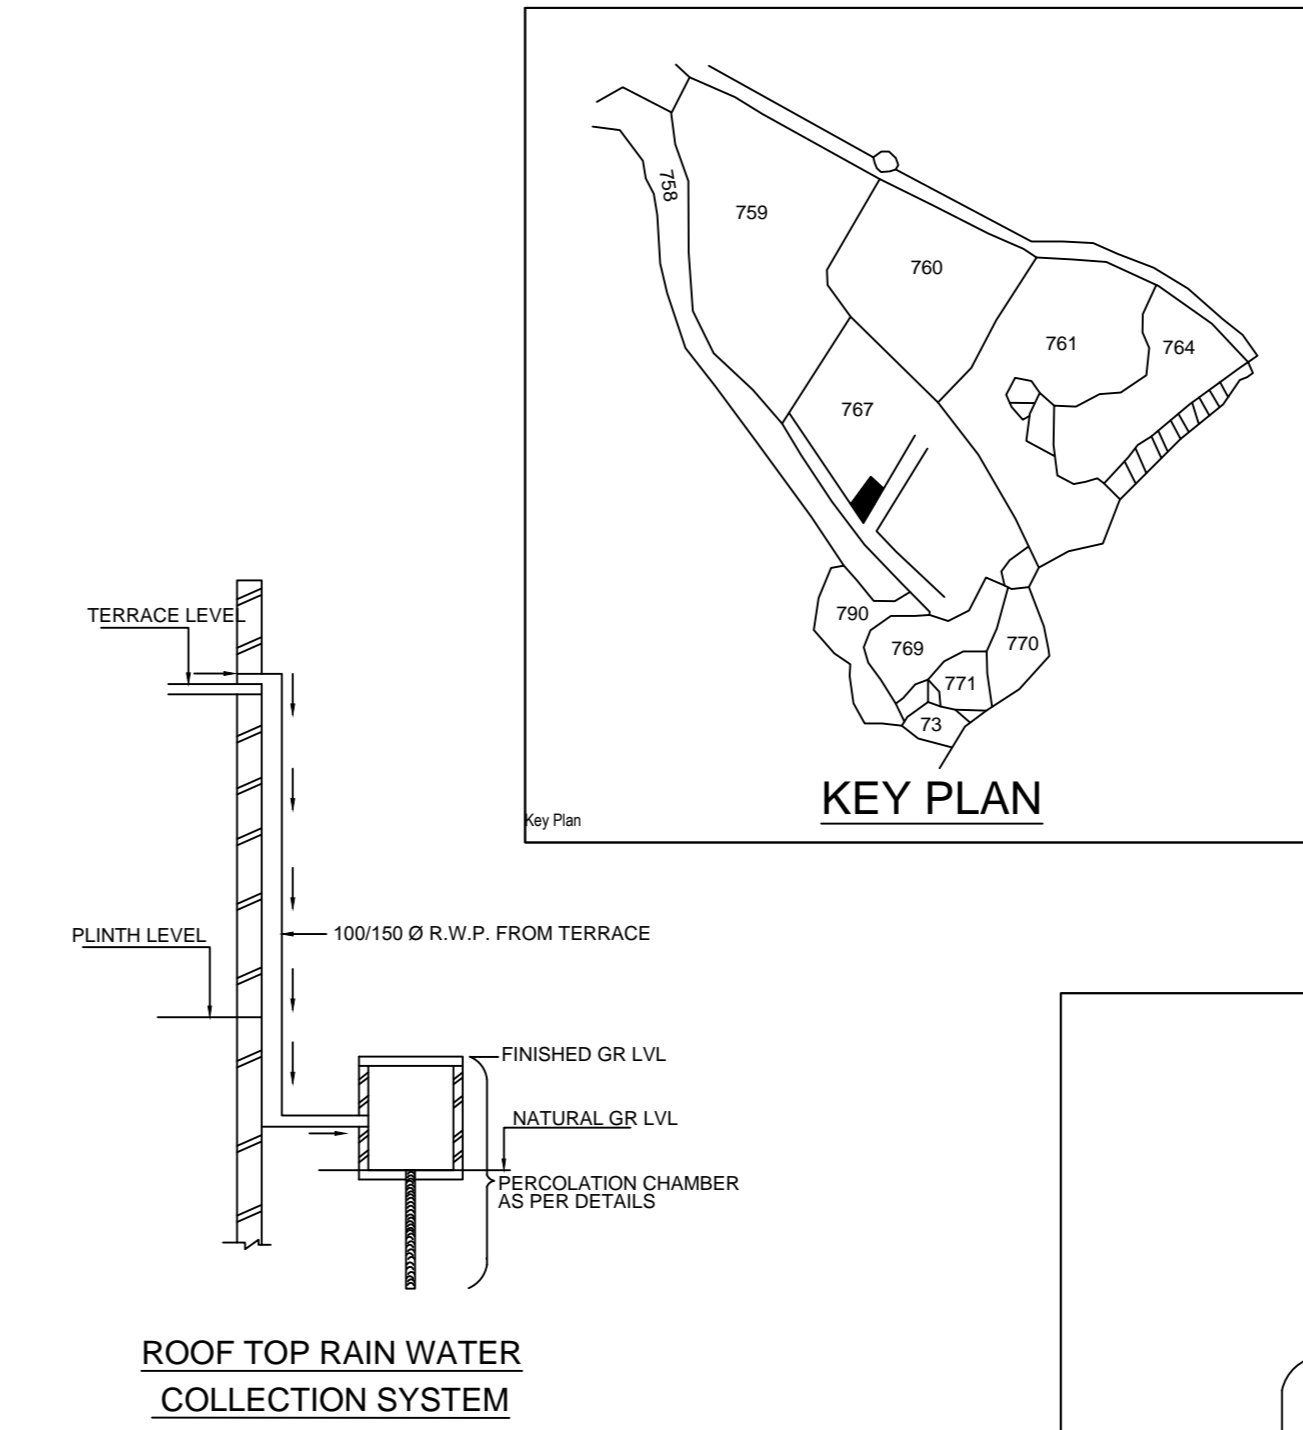 758
759
760
761
764
767
790
769
770
771
73
KEY PLAN
Key Plan
TERRACE LEVEL
PLINTH LEVEL
100/150 Ø R.W.P. FROM TERRACE
FINISHED GR LVL
NATURAL GR LVL
PERCOLATION CHAMBER
AS PER DETAILS
ROOF TOP RAIN WATER
COLLECTION SYSTEM